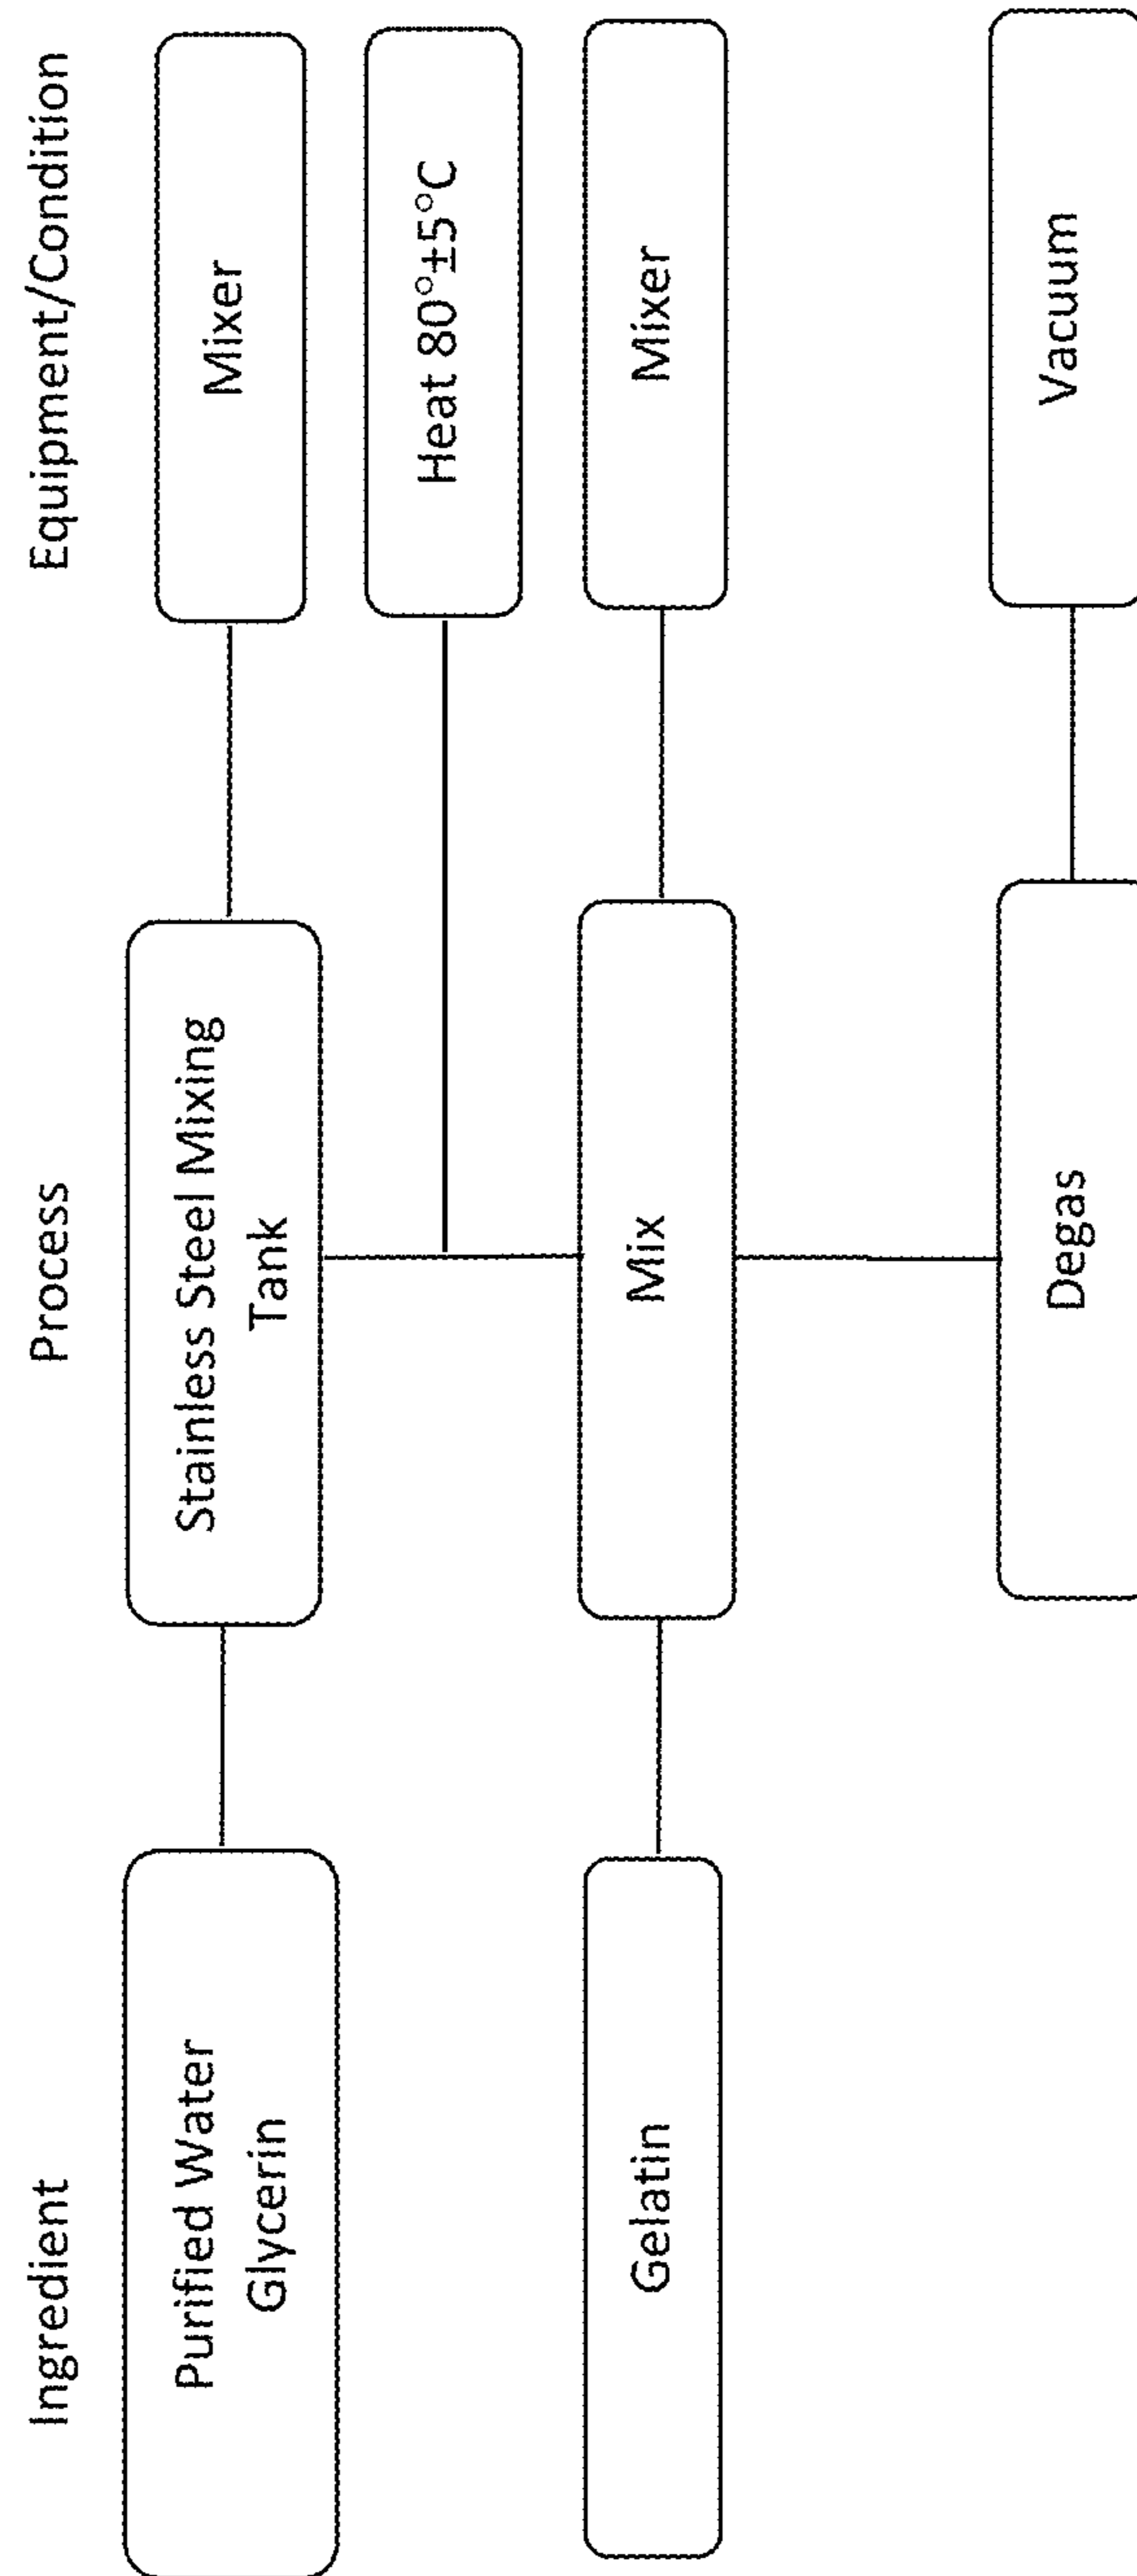 Ingredient
Process
Equipment/Condition
Purified Water
Glycerin
Stainless Steel Mixing
Tank
Mixer
Heat 80°±5°C
Gelatin
Mix
Mixer
Degas
Vacuum